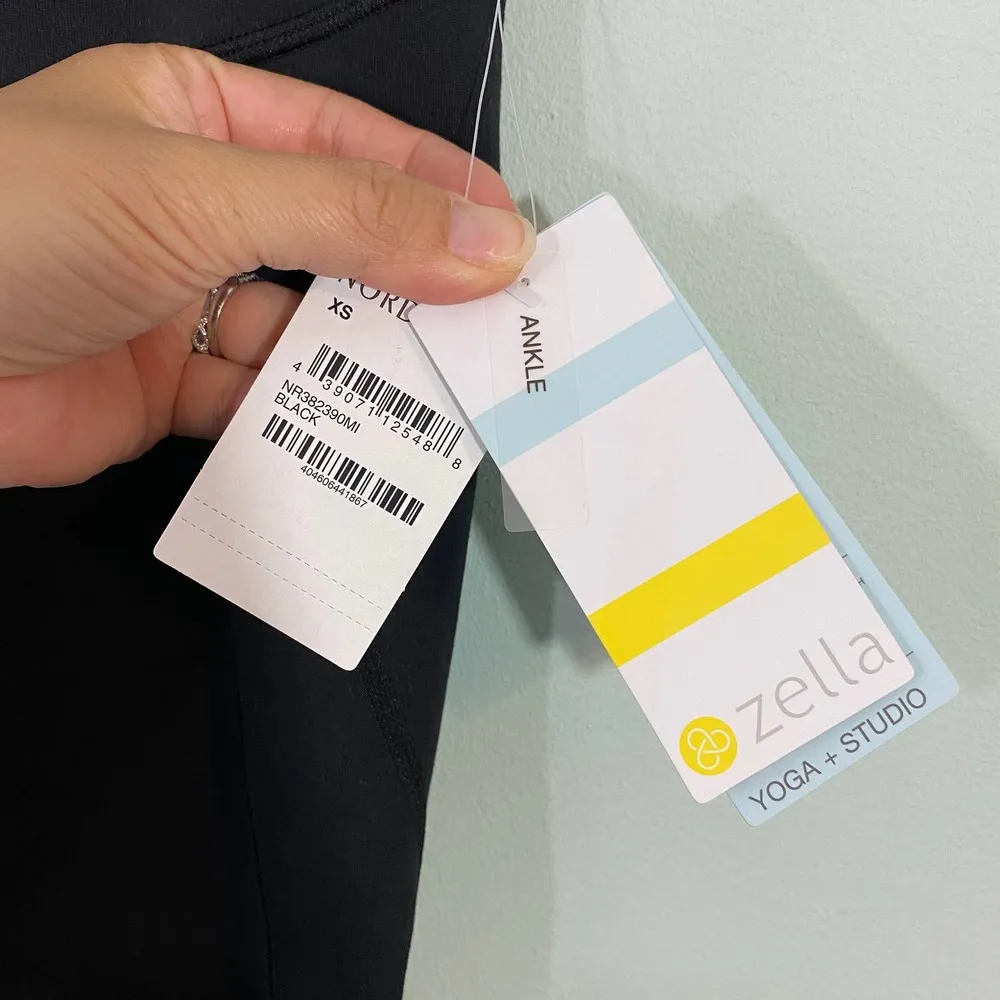 NORD
XS
4 39071 12548 8
NR382390MI
BLACK
404606441867
ANKLE
zella
YOGA + STUDIO